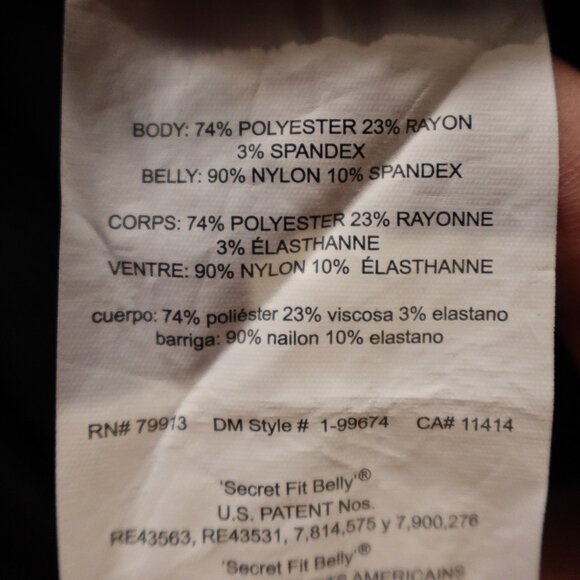 BODY: 74% POLYESTER 23% RAYON
3% SPANDEX
BELLY: 90% NYLON 10% SPANDEX
CORPS: 74% POLYESTER 23% RAYONNE
3% ÉLASTHANNE
VENTRE: 90% NYLON 10% ÉLASTHANNE
cuerpo: 74% poliéster 23% viscosa 3% elastano
barriga: 90% nailon 10% elastano
RN# 79913 DM Style # 1-99674 CA# 11414
'Secret Fit Belly'®
U.S. PATENT Nos.
RE43563, RE43531, 7,814,575 y 7,900,276
'Secret Fit Belly'®
AMERICAINS